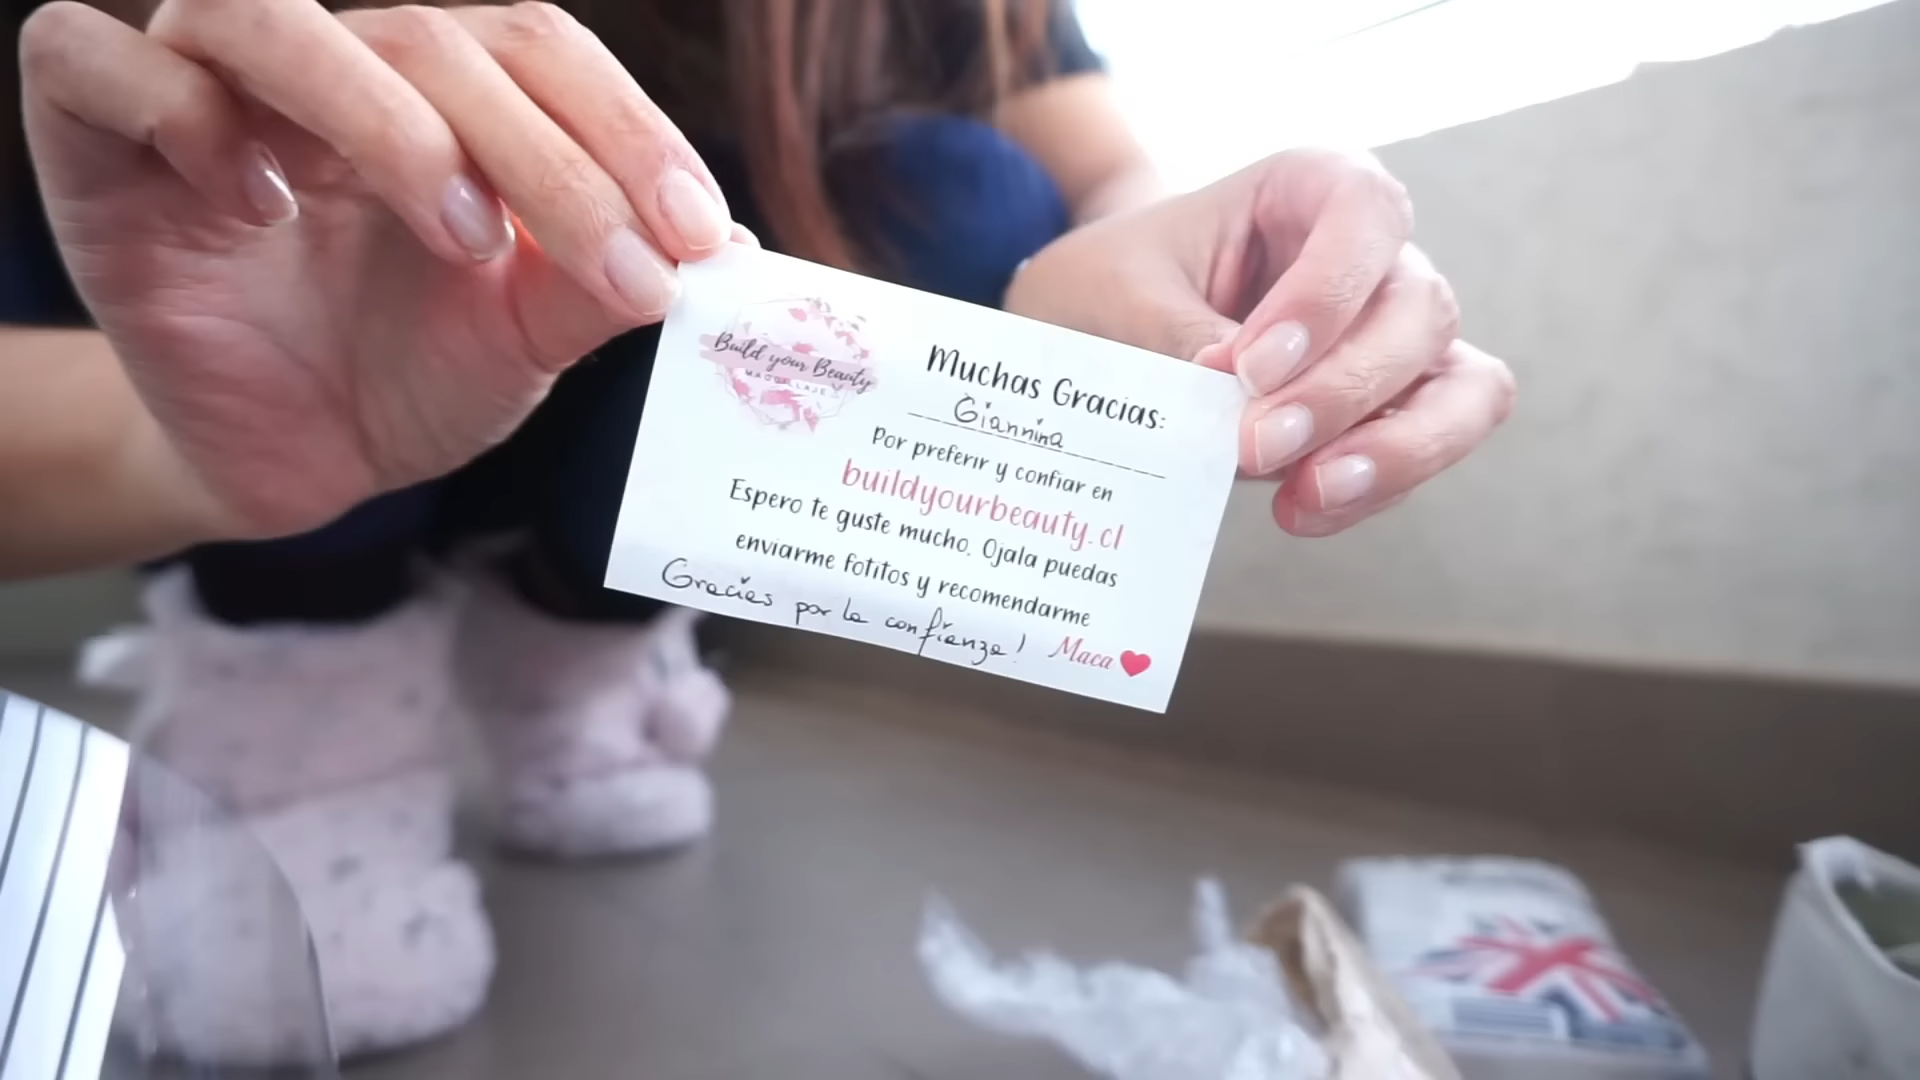 Build your Beauty
MAQUILLAJE
Muchas Gracias:
Giannina
Por preferir y confiar en
buildyourbeauty.cl
Espero te guste mucho. Ojala puedas
enviarme fotitos y recomendarme
Gracias por la confianza!
Maca